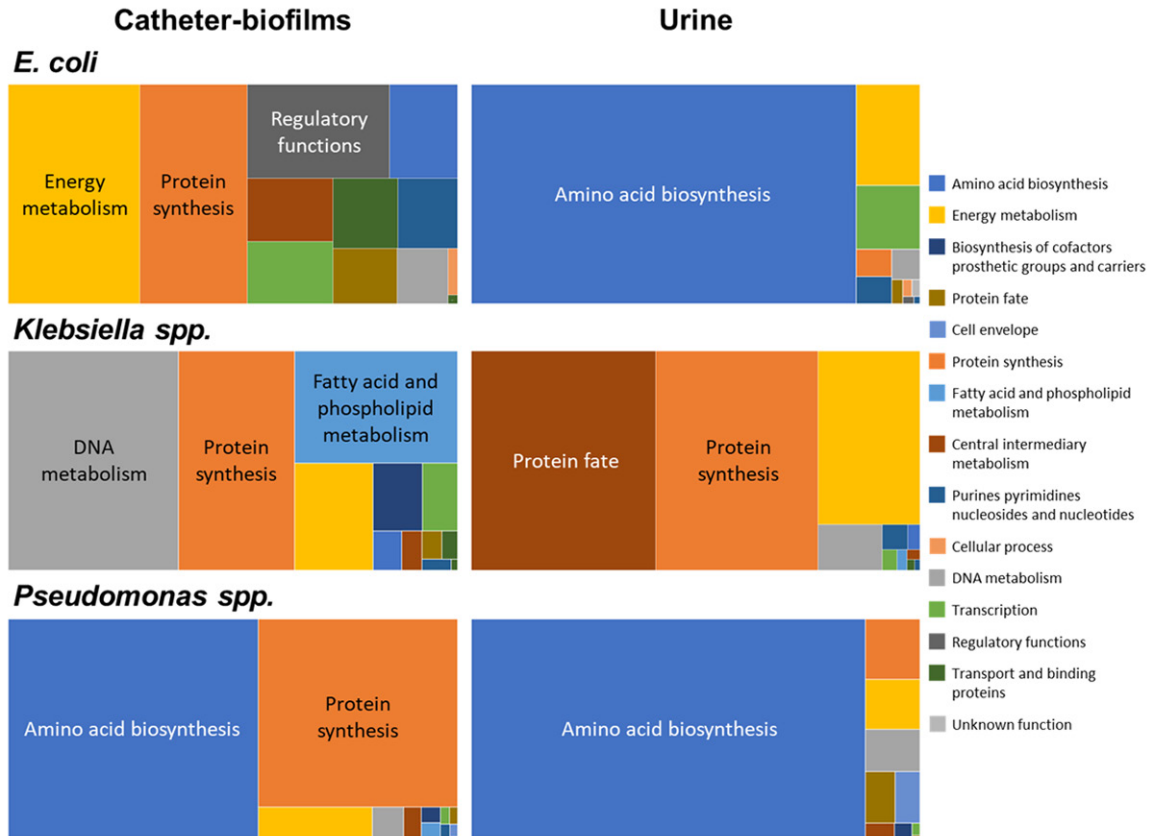 Catheter-biofilms
Urine
E. coli
Energy
metabolism
Protein
synthesis
Regulatory
functions
Amino acid biosynthesis
Klebsiella spp.
DNA
metabolism
Protein
synthesis
Fatty acid and
phospholipid
metabolism
Protein fate
Protein
synthesis
Pseudomonas spp.
Amino acid biosynthesis
Protein
synthesis
Amino acid biosynthesis
Amino acid biosynthesis
Energy metabolism
Biosynthesis of cofactors
prosthetic groups and carriers
Protein fate
Cell envelope
Protein synthesis
Fatty acid and phospholipid
metabolism
Central intermediary
metabolism
Purines pyrimidines
nucleosides and nucleotides
Cellular process
DNA metabolism
Transcription
Regulatory functions
Transport and binding
proteins
Unknown function